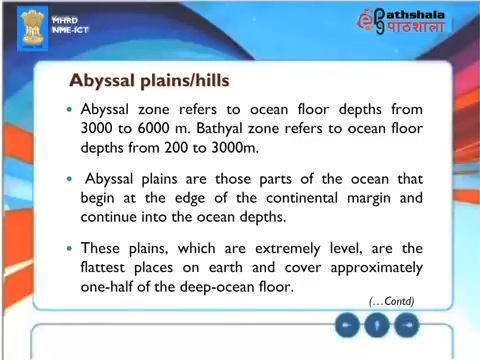 MHRD
NME-ICT
ePathshala
पाठशाला
Abyssal plains/hills
• Abyssal zone refers to ocean floor depths from
3000 to 6000 m. Bathyal zone refers to ocean floor
depths from 200 to 3000m.
• Abyssal plains are those parts of the ocean that
begin at the edge of the continental margin and
continue into the ocean depths.
• These plains, which are extremely level, are the
flattest places on earth and cover approximately
one-half of the deep-ocean floor.
(...Contd)